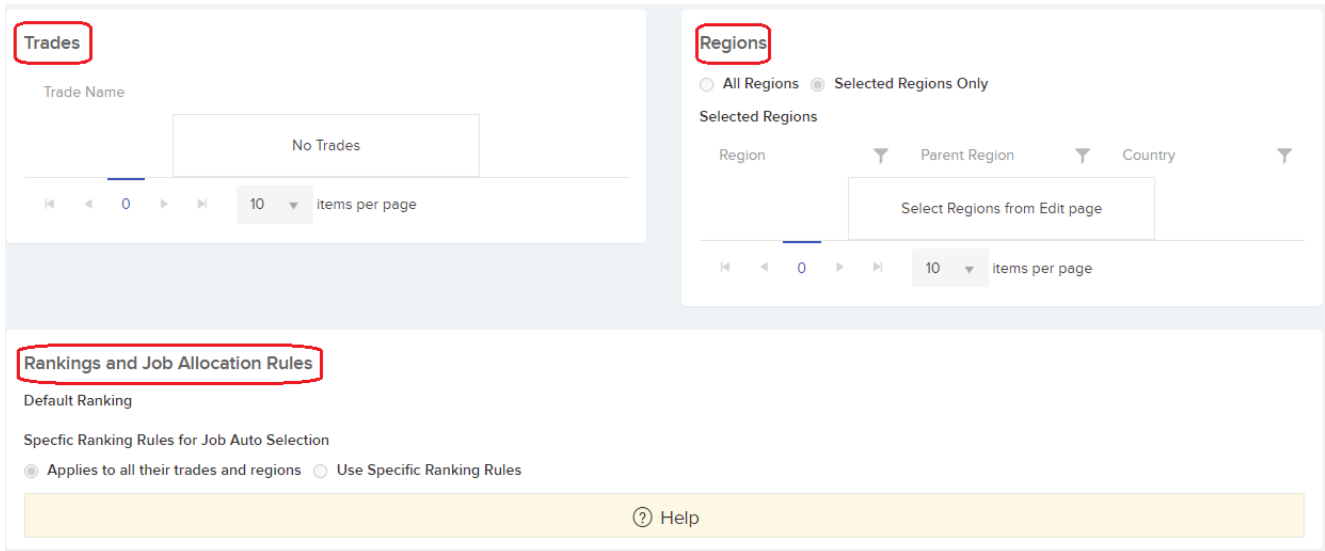 Trades
Trade Name
No Trades
0 10 items per page
Regions
All Regions Selected Regions Only
Selected Regions
Region Parent Region Country
Select Regions from Edit page
0 10 items per page
Rankings and Job Allocation Rules
Default Ranking
Specfic Ranking Rules for Job Auto Selection
Applies to all their trades and regions Use Specific Ranking Rules
? Help